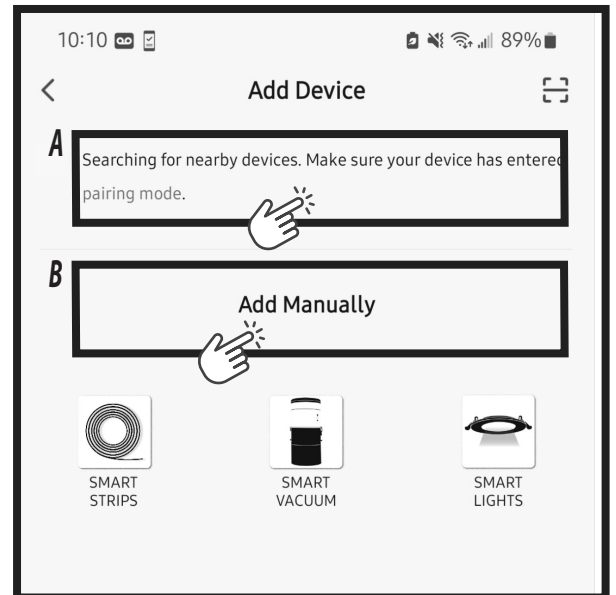 10:10 89%
Add Device
A
Searching for nearby devices. Make sure your device has entered
pairing mode.
B
Add Manually
SMART STRIPS
SMART VACUUM
SMART LIGHTS